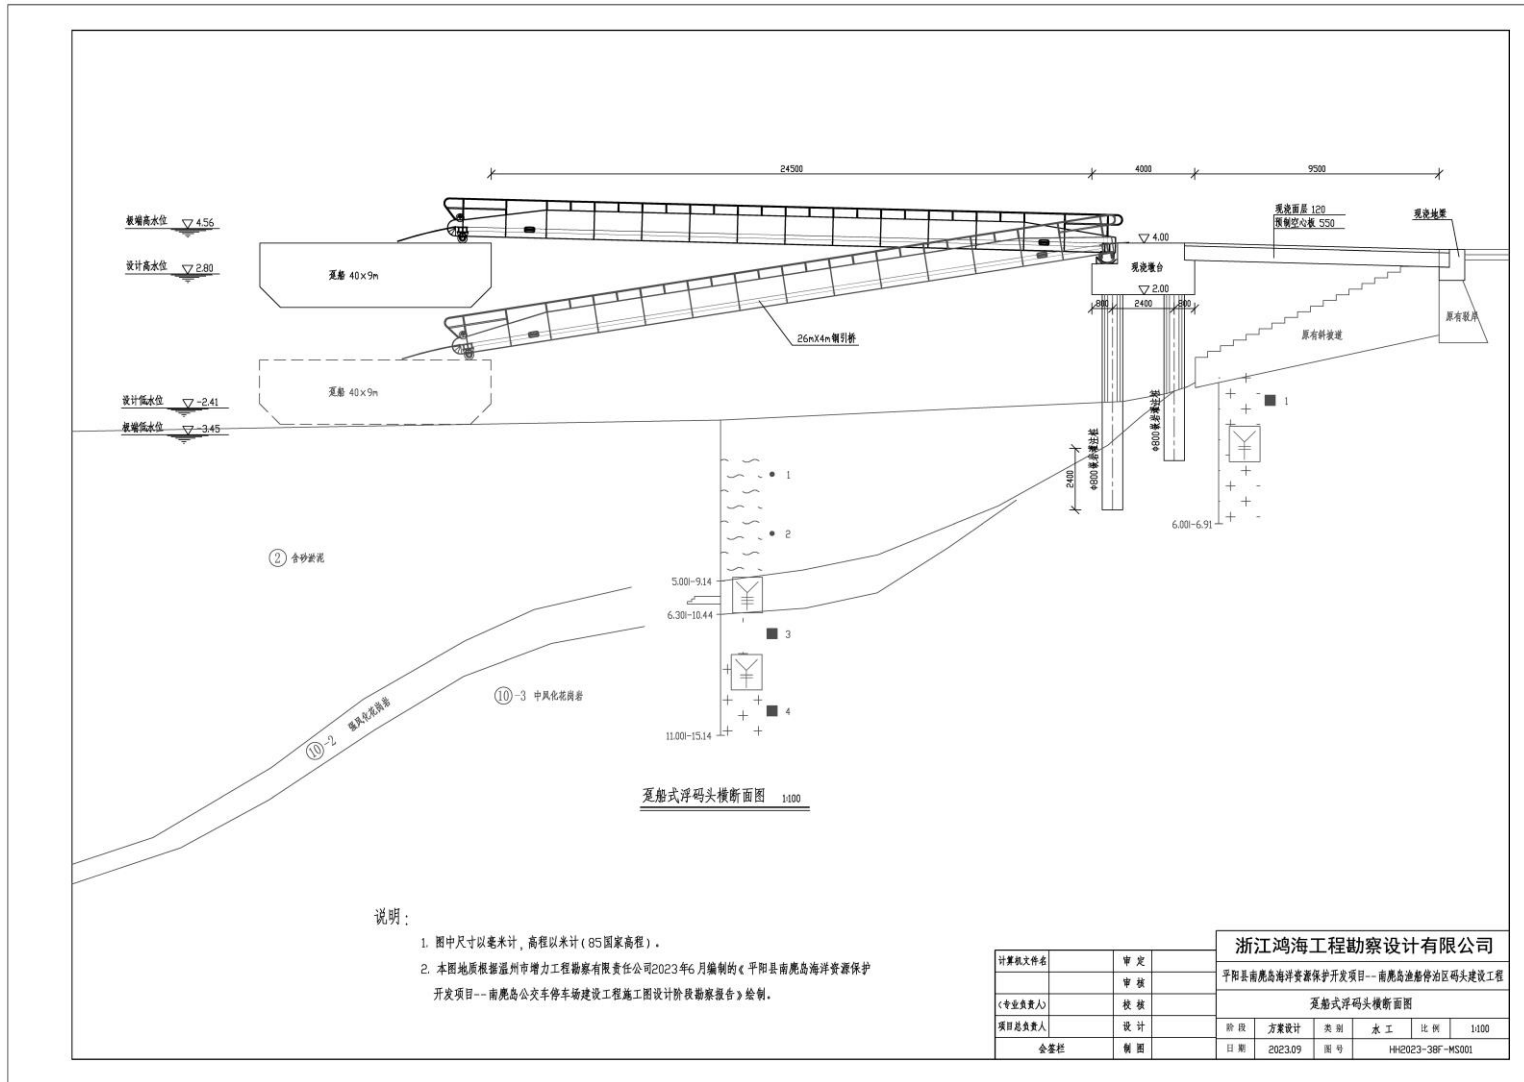 24500
4000
9500
极端高水位 4.56
设计高水位 2.80
趸船 40×9m
现浇面层 120
预制空心板 550
现浇地梁
4.00
现浇墩台
2.00
800 2400 800
26mX4m钢引桥
原有斜坡道
原有驳岸
趸船 40×9m
设计低水位 -2.41
极端低水位 -3.45
Φ800嵌岩灌注桩
Φ800嵌岩灌注桩
2400
1
6.00|-6.91
1
2
② 含砂淤泥
5.00|-9.14
6.30|-10.44
3
⑩-3 中风化花岗岩
4
⑩-2 强风化花岗岩
11.00|-15.14
趸船式浮码头横断面图 1:100
说明：
1. 图中尺寸以毫米计，高程以米计(85国家高程)。
2. 本图地质根据温州市增力工程勘察有限责任公司2023年6月编制的《平阳县南麂岛海洋资源保护
开发项目--南麂岛公交车停车场建设工程施工图设计阶段勘察报告》绘制。
浙江鸿海工程勘察设计有限公司
平阳县南麂岛海洋资源保护开发项目--南麂岛渔船停泊区码头建设工程
趸船式浮码头横断面图
计算机文件名 审定
审核
(专业负责人) 校核
项目总负责人 设计
会签栏 制图
阶段 方案设计 类别 水工 比例 1:100
日期 2023.09 图号 HH2023-38F-MS001